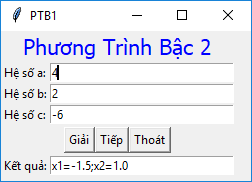 PTB1
Phương Trình Bậc 2
Hệ số a: 4
Hệ số b: 2
Hệ số c: -6
Giải Tiếp Thoát
Kết quả: x1=-1.5;x2=1.0